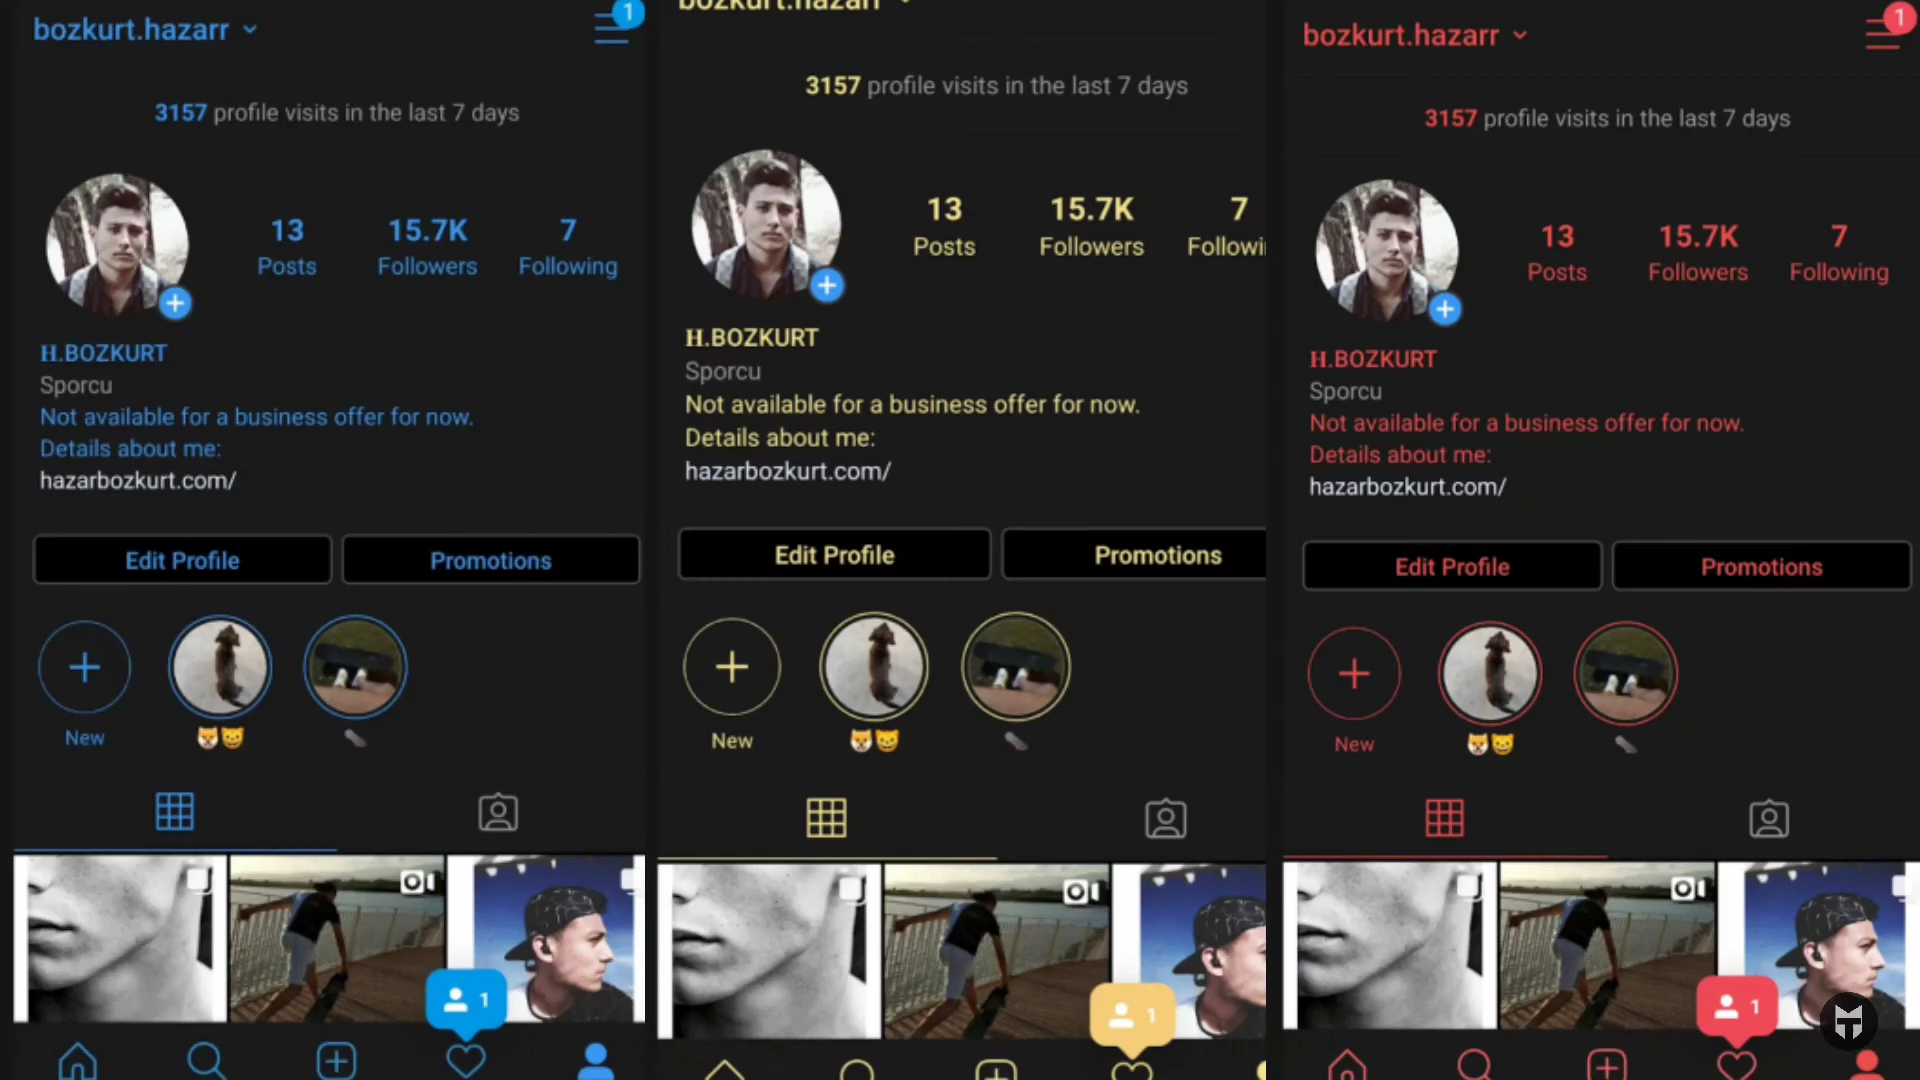 bozkurt.hazarr
1
3157 profile visits in the last 7 days
13 15.7K 7
Posts Followers Following
H.BOZKURT
Sporcu
Not available for a business offer for now.
Details about me:
hazarbozkurt.com/
Edit Profile Promotions
New
1
bozkurt.hazarr
3157 profile visits in the last 7 days
13 15.7K 7
Posts Followers Followi
H.BOZKURT
Sporcu
Not available for a business offer for now.
Details about me:
hazarbozkurt.com/
Edit Profile Promotions
New
1
bozkurt.hazarr
1
3157 profile visits in the last 7 days
13 15.7K 7
Posts Followers Following
H.BOZKURT
Sporcu
Not available for a business offer for now.
Details about me:
hazarbozkurt.com/
Edit Profile Promotions
New
1